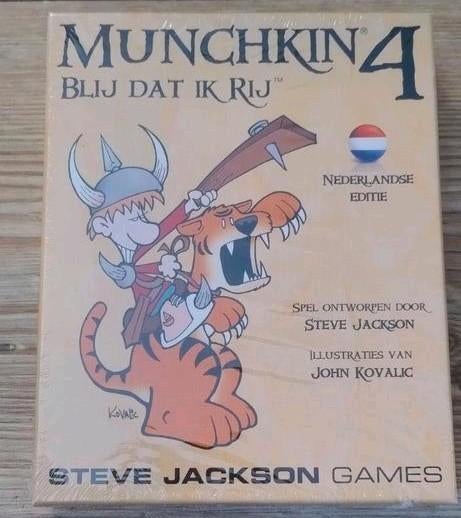 MUNCHKIN® 4
BLIJ DAT IK RIJ™
NEDERLANDSE
EDITIE
SPEL ONTWORPEN DOOR
STEVE JACKSON
ILLUSTRATIES VAN
JOHN KOVALIC
KOVALIC
STEVE JACKSON GAMES